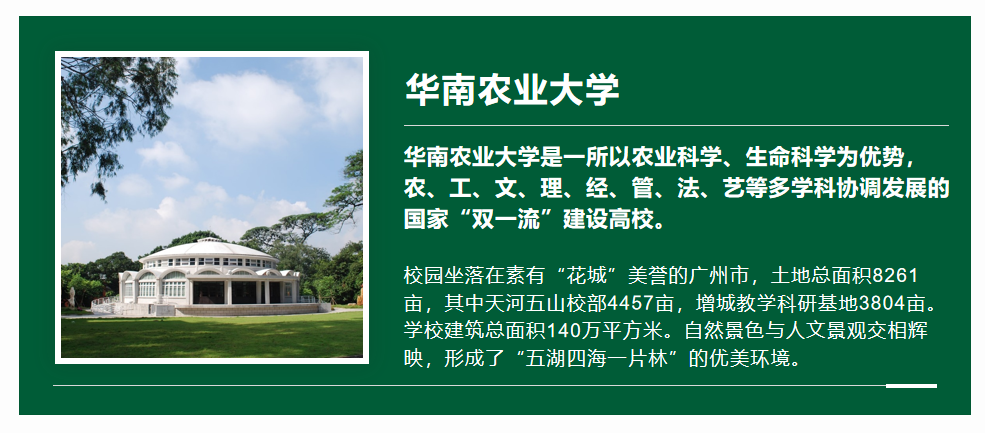 华南农业大学
华南农业大学是一所以农业科学、生命科学为优势，
农、工、文、理、经、管、法、艺等多学科协调发展的
国家“双一流”建设高校。
校园坐落在素有“花城”美誉的广州市，土地总面积8261
亩，其中天河五山校部4457亩，增城教学科研基地3804亩。
学校建筑总面积140万平方米。自然景色与人文景观交相辉
映，形成了“五湖四海一片林”的优美环境。